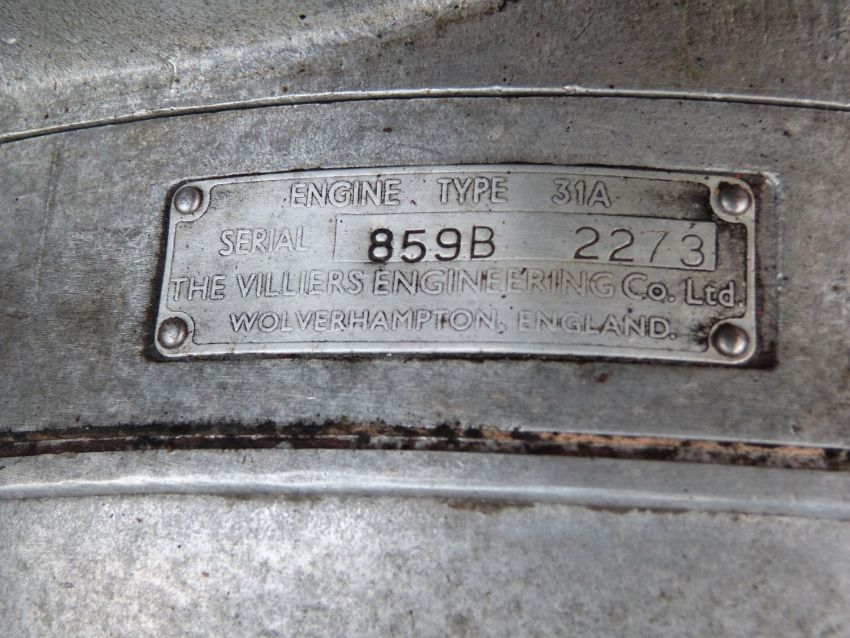 ENGINE TYPE 31A
SERIAL 859B 2273
THE VILLIERS ENGINEERING Co. Ltd.
WOLVERHAMPTON, ENGLAND.